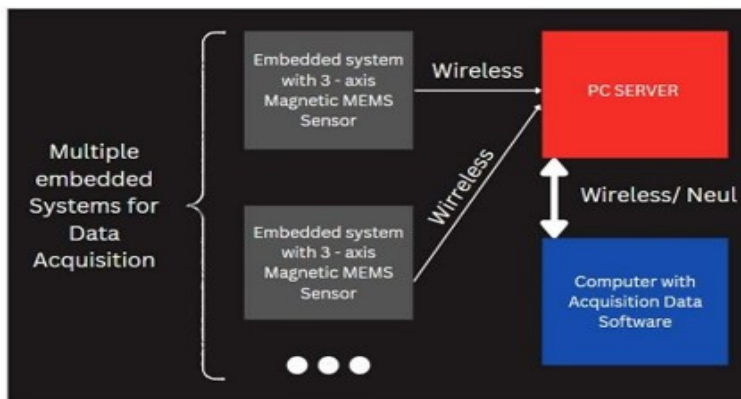 Multiple
embedded
Systems for
Data
Acquisition
Embedded system
with 3 - axis
Magnetic MEMS
Sensor
Wireless
PC SERVER
Embedded system
with 3 - axis
Magnetic MEMS
Sensor
Wirreless
Wireless/ Neul
Computer with
Acquisition Data
Software